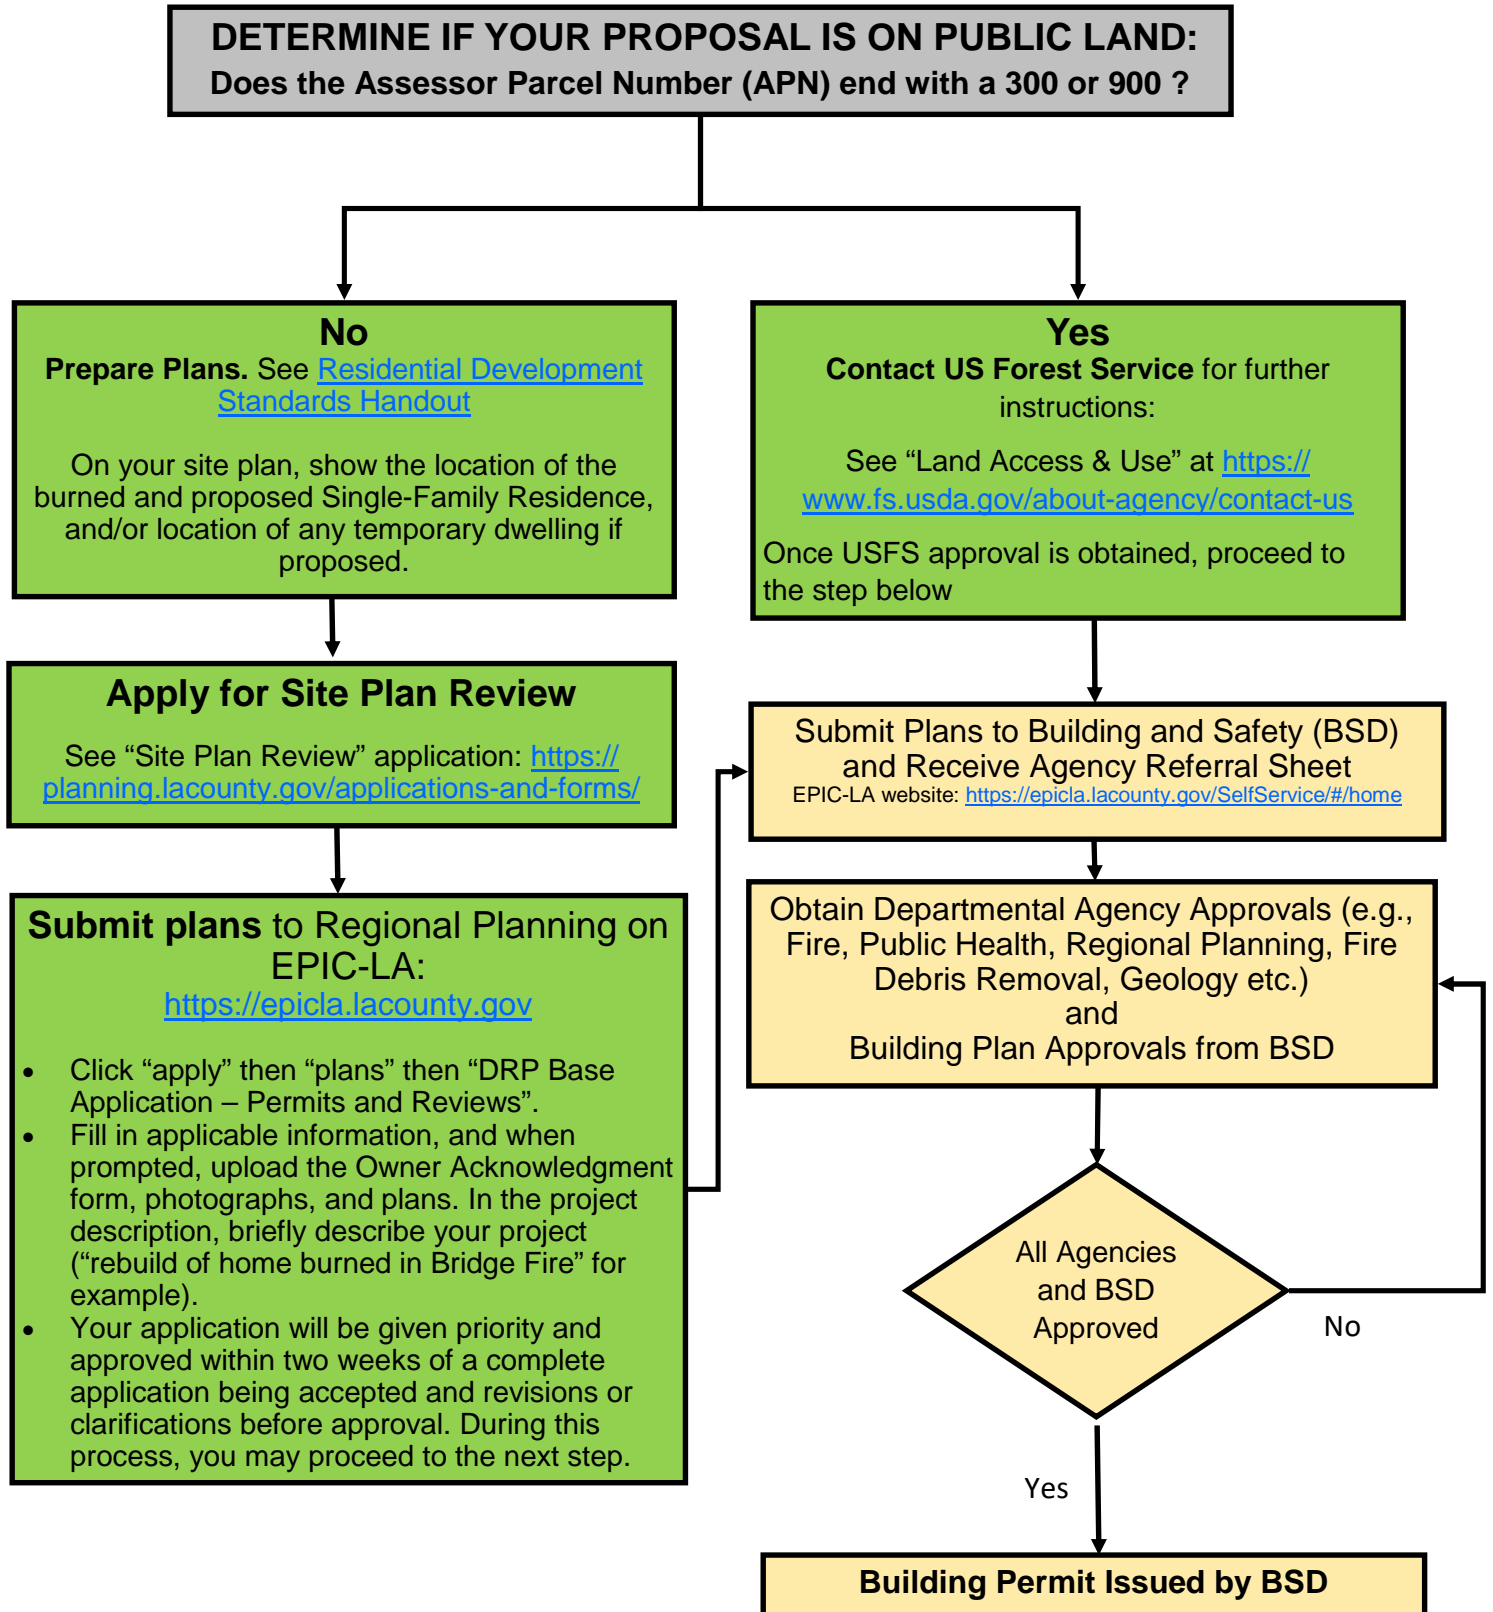 DETERMINE IF YOUR PROPOSAL IS ON PUBLIC LAND:
Does the Assessor Parcel Number (APN) end with a 300 or 900 ?
No
Prepare Plans. See Residential Development
Standards Handout
On your site plan, show the location of the
burned and proposed Single-Family Residence,
and/or location of any temporary dwelling if
proposed.
Apply for Site Plan Review
See “Site Plan Review” application: https://
planning.lacounty.gov/applications-and-forms/
Submit plans to Regional Planning on
EPIC-LA:
https://epicla.lacounty.gov
• Click “apply” then “plans” then “DRP Base
Application – Permits and Reviews”.
• Fill in applicable information, and when
prompted, upload the Owner Acknowledgment
form, photographs, and plans. In the project
description, briefly describe your project
(“rebuild of home burned in Bridge Fire” for
example).
• Your application will be given priority and
approved within two weeks of a complete
application being accepted and revisions or
clarifications before approval. During this
process, you may proceed to the next step.
Yes
Contact US Forest Service for further
instructions:
See “Land Access & Use” at https://
www.fs.usda.gov/about-agency/contact-us
Once USFS approval is obtained, proceed to
the step below
Submit Plans to Building and Safety (BSD)
and Receive Agency Referral Sheet
EPIC-LA website: https://epicla.lacounty.gov/SelfService/#/home
Obtain Departmental Agency Approvals (e.g.,
Fire, Public Health, Regional Planning, Fire
Debris Removal, Geology etc.)
and
Building Plan Approvals from BSD
All Agencies
and BSD
Approved
No
Yes
Building Permit Issued by BSD